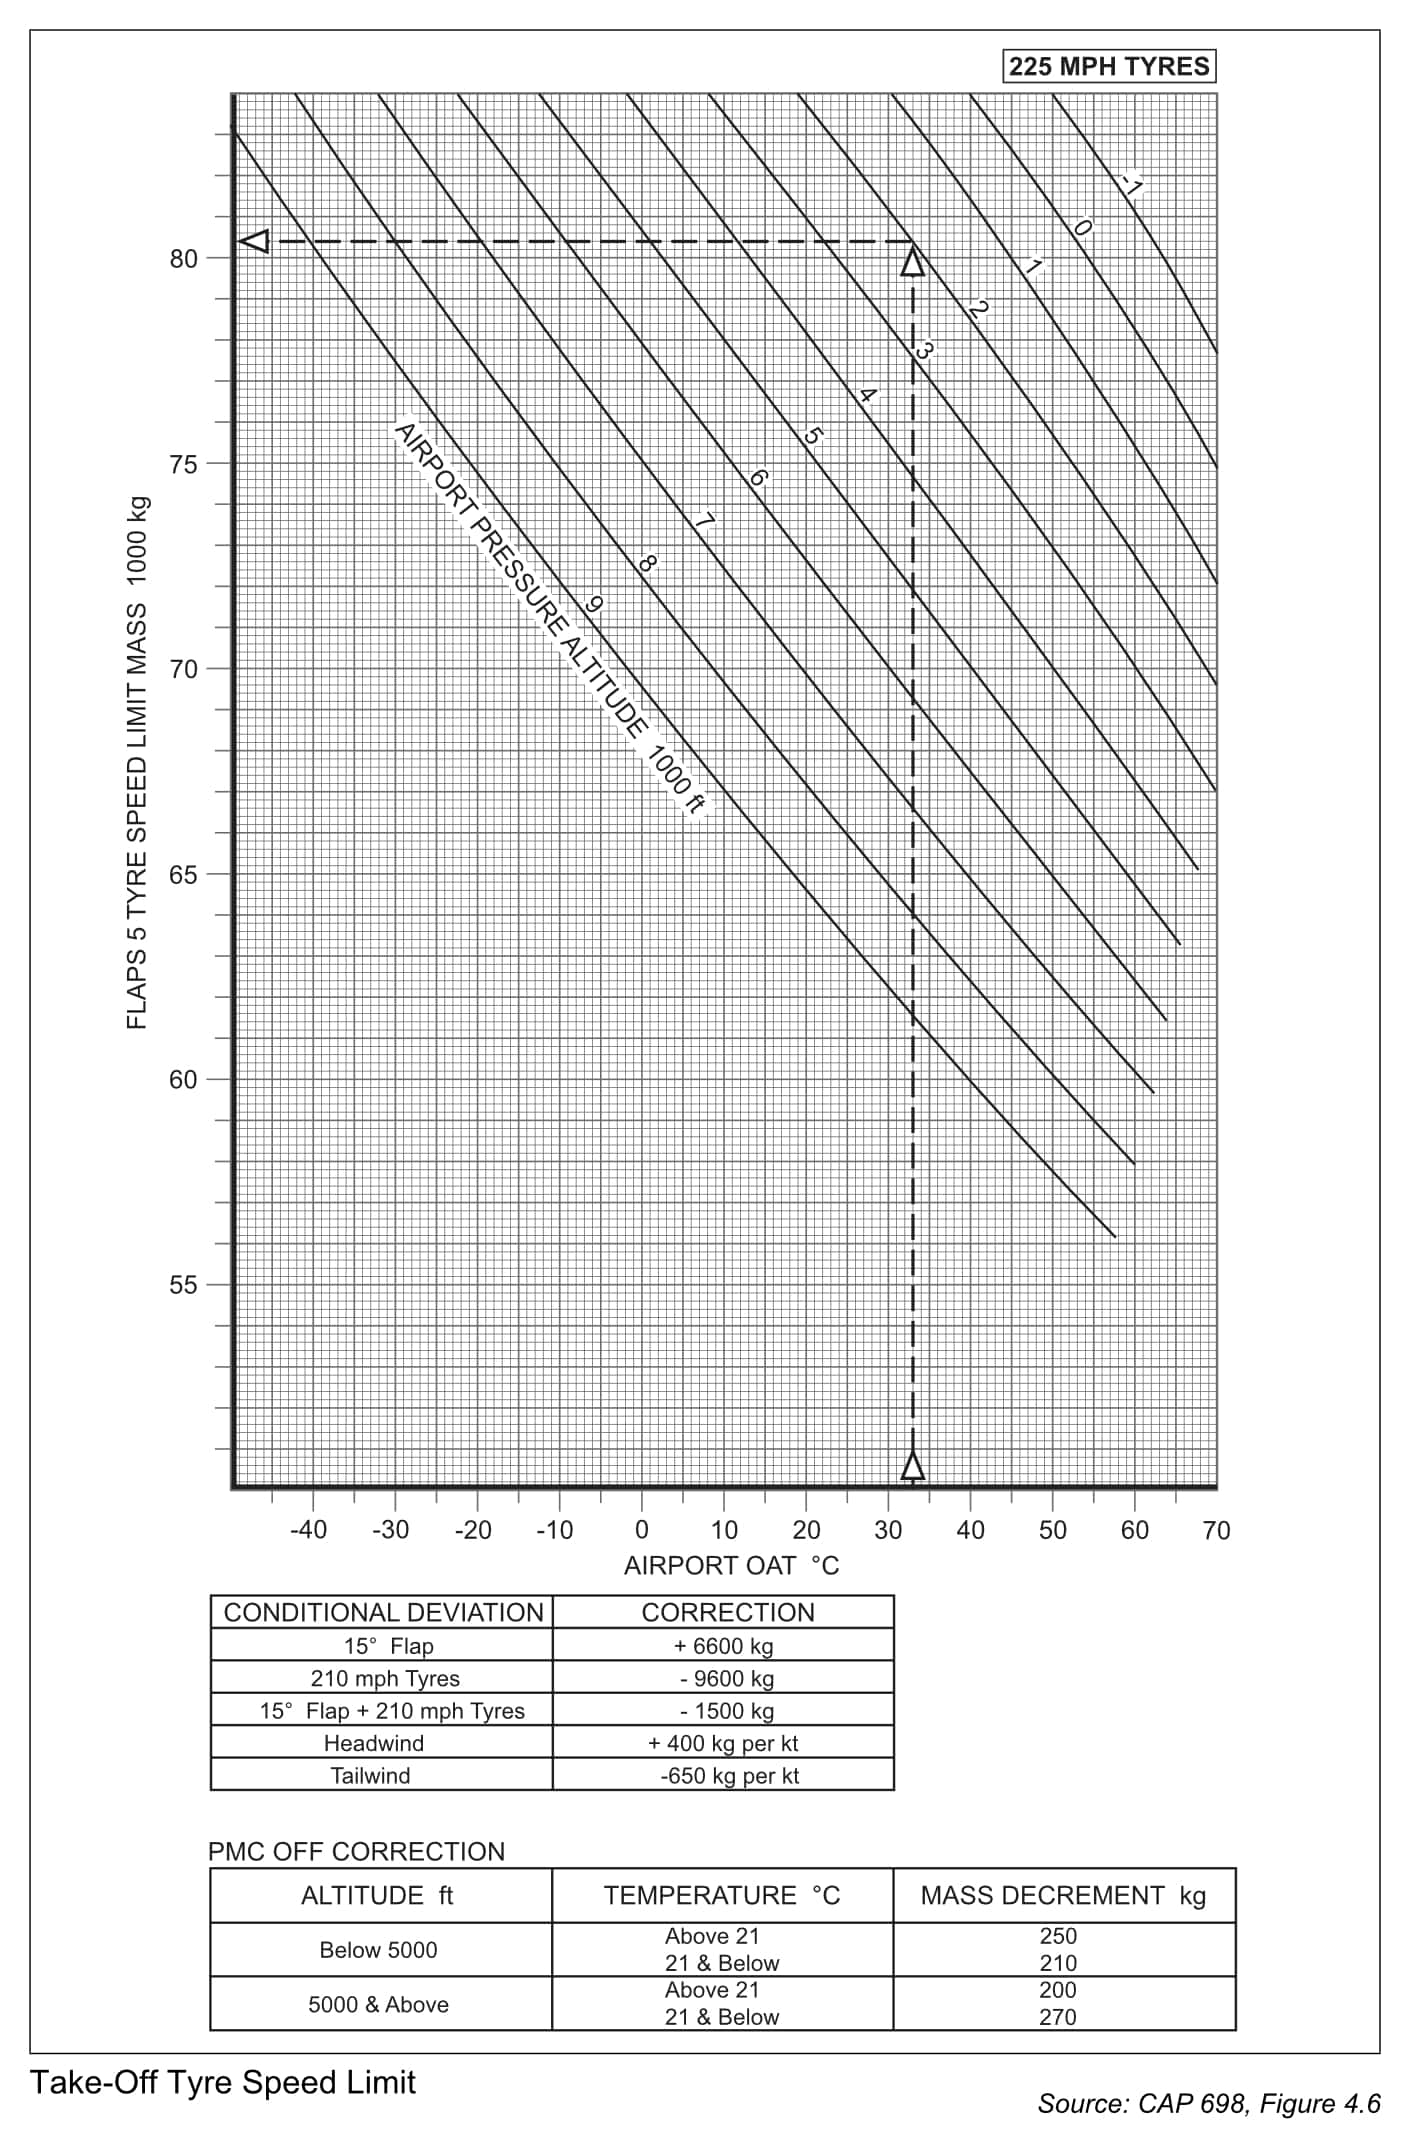 225 MPH TYRES
-1
0
1
2
3
4
5
6
7
8
9
AIRPORT PRESSURE ALTITUDE 1000 ft
80
75
70
65
60
55
FLAPS 5 TYRE SPEED LIMIT MASS 1000 kg
-40 -30 -20 -10 0 10 20 30 40 50 60 70
AIRPORT OAT °C
CONDITIONAL DEVIATION CORRECTION
15° Flap + 6600 kg
210 mph Tyres - 9600 kg
15° Flap + 210 mph Tyres - 1500 kg
Headwind + 400 kg per kt
Tailwind -650 kg per kt
PMC OFF CORRECTION
ALTITUDE ft TEMPERATURE °C MASS DECREMENT kg
Below 5000 Above 21 250
21 & Below 210
5000 & Above Above 21 200
21 & Below 270
Take-Off Tyre Speed Limit
Source: CAP 698, Figure 4.6